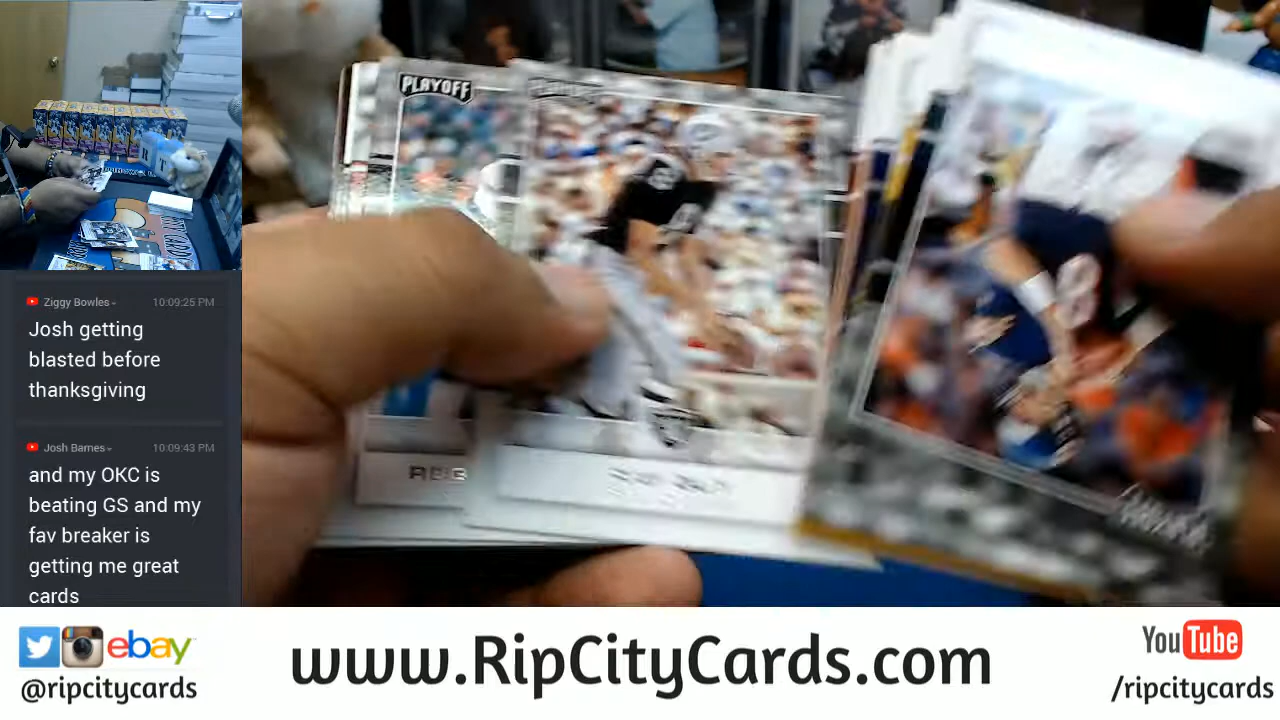 PLAYOFF
Ziggy Bowles
10:09:25 PM
Josh getting
blasted before
thanksgiving
Josh Barnes
10:09:43 PM
and my OKC is
beating GS and my
fav breaker is
getting me great
cards
ebay
@ripcitycards
www.RipCityCards.com
YouTube
/ripcitycards